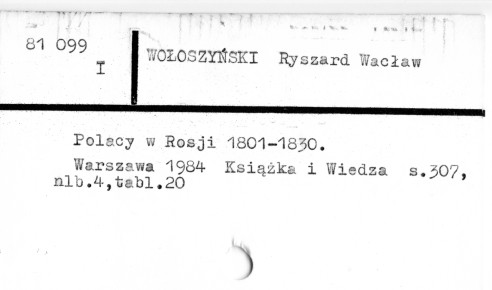 81 099
I
WOŁOSZYŃSKI Ryszard Wacław
Polacy w Rosji 1801-1830.
Warszawa 1984 Książka i Wiedza s.307,
nlb.4,tabl.20